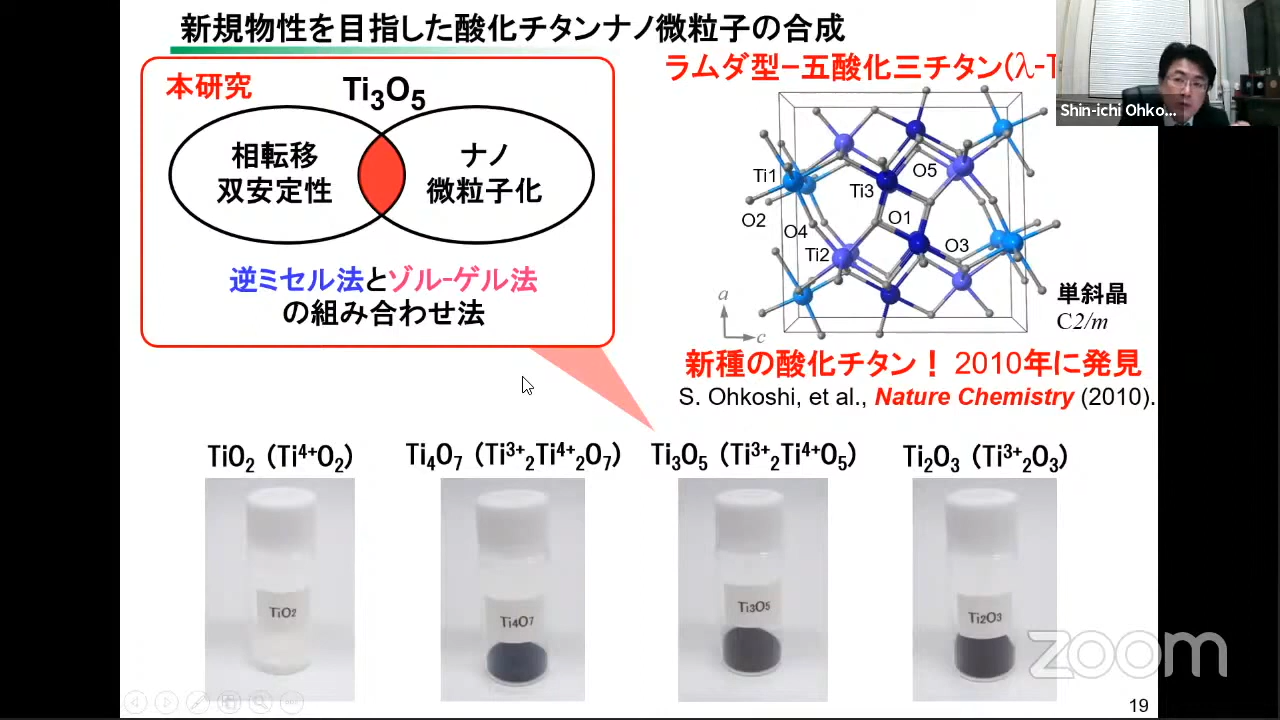 新規物性を目指した酸化チタンナノ微粒子の合成
本研究
Ti3O5
相転移
双安定性
ナノ
微粒子化
逆ミセル法とゾル-ゲル法
の組み合わせ法
ラムダ型−五酸化三チタン(λ-T
Shin-ichi Ohko...
Ti1
Ti3
O5
O2
O4
O1
Ti2
O3
a
c
単斜晶
C2/m
新種の酸化チタン！ 2010年に発見
S. Ohkoshi, et al., Nature Chemistry (2010).
TiO2 (Ti4+O2)
Ti4O7 (Ti3+2Ti4+2O7)
Ti3O5 (Ti3+2Ti4+O5)
Ti2O3 (Ti3+2O3)
TiO2
Ti4O7
Ti3O5
Ti2O3
zoom
19